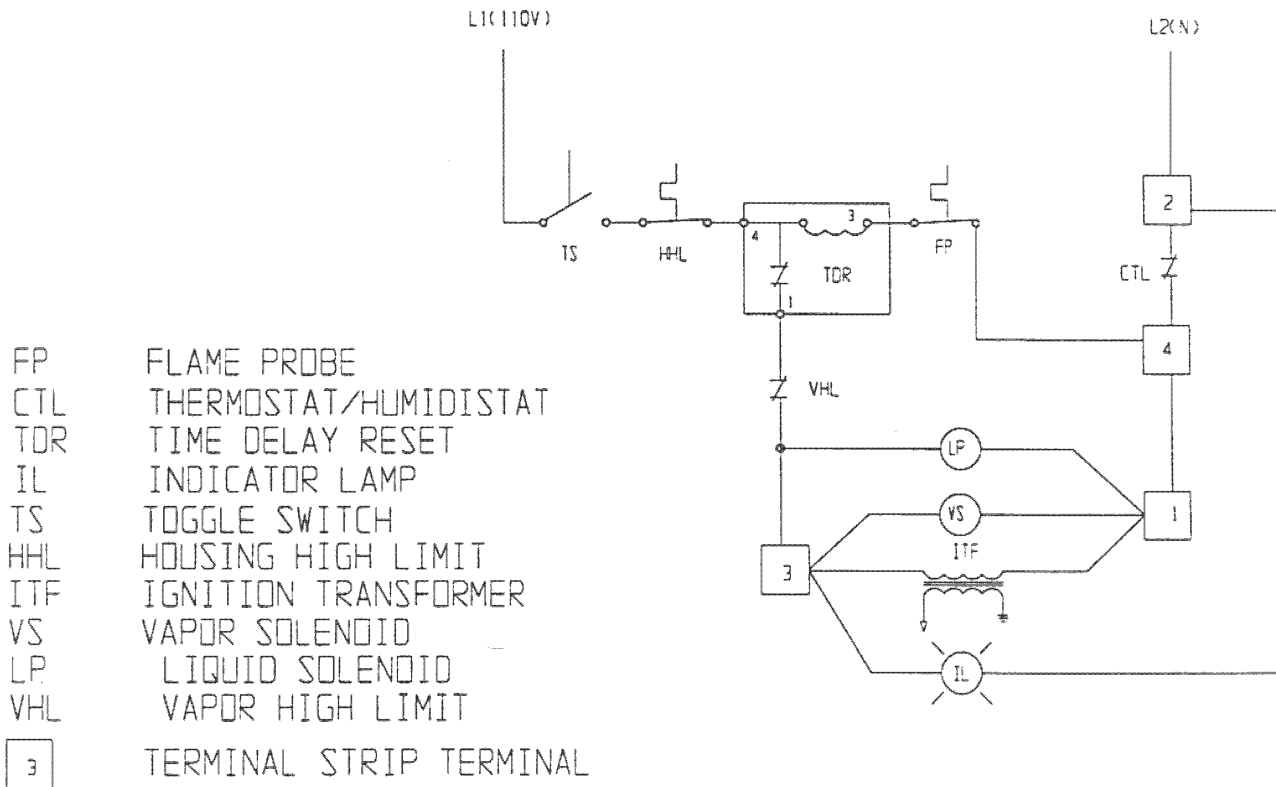 L1(110V)
L2(N)
2
4
3
TS
HHL
FP
TDR
CTL
1
4
FP FLAME PROBE
CTL THERMOSTAT/HUMIDISTAT
TDR TIME DELAY RESET
IL INDICATOR LAMP
TS TOGGLE SWITCH
HHL HOUSING HIGH LIMIT
ITF IGNITION TRANSFORMER
VS VAPOR SOLENOID
LP LIQUID SOLENOID
VHL VAPOR HIGH LIMIT
3 TERMINAL STRIP TERMINAL
VHL
LP
VS
1
ITF
3
IL